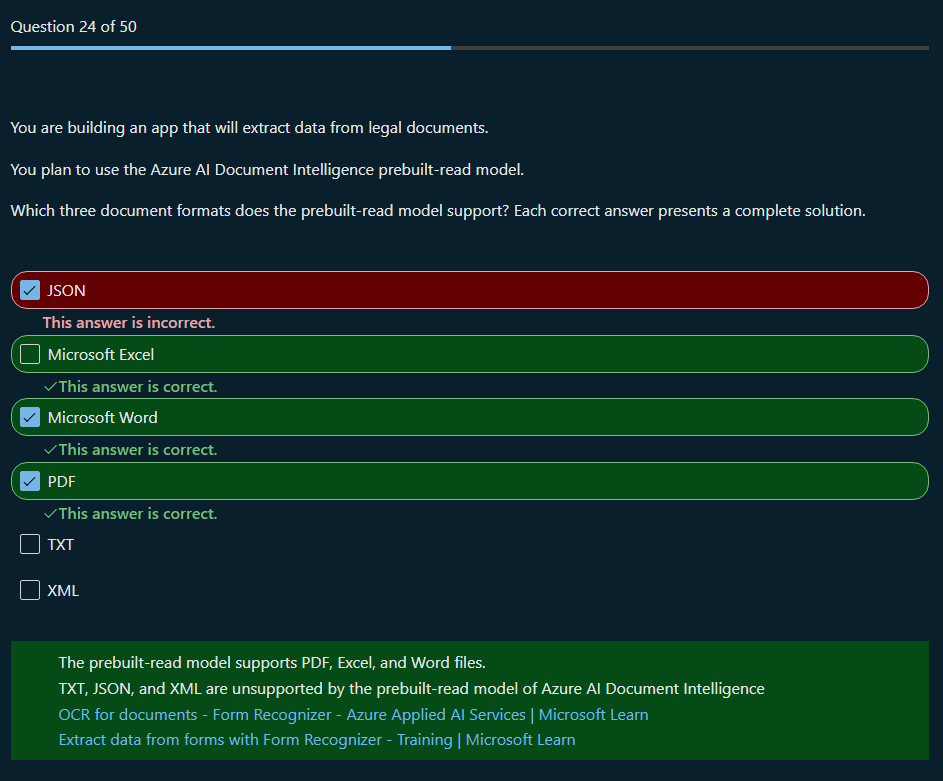 Question 24 of 50
You are building an app that will extract data from legal documents.
You plan to use the Azure AI Document Intelligence prebuilt-read model.
Which three document formats does the prebuilt-read model support? Each correct answer presents a complete solution.
JSON
This answer is incorrect.
Microsoft Excel
This answer is correct.
Microsoft Word
This answer is correct.
PDF
This answer is correct.
TXT
XML
The prebuilt-read model supports PDF, Excel, and Word files.
TXT, JSON, and XML are unsupported by the prebuilt-read model of Azure AI Document Intelligence
OCR for documents - Form Recognizer - Azure Applied AI Services | Microsoft Learn
Extract data from forms with Form Recognizer - Training | Microsoft Learn